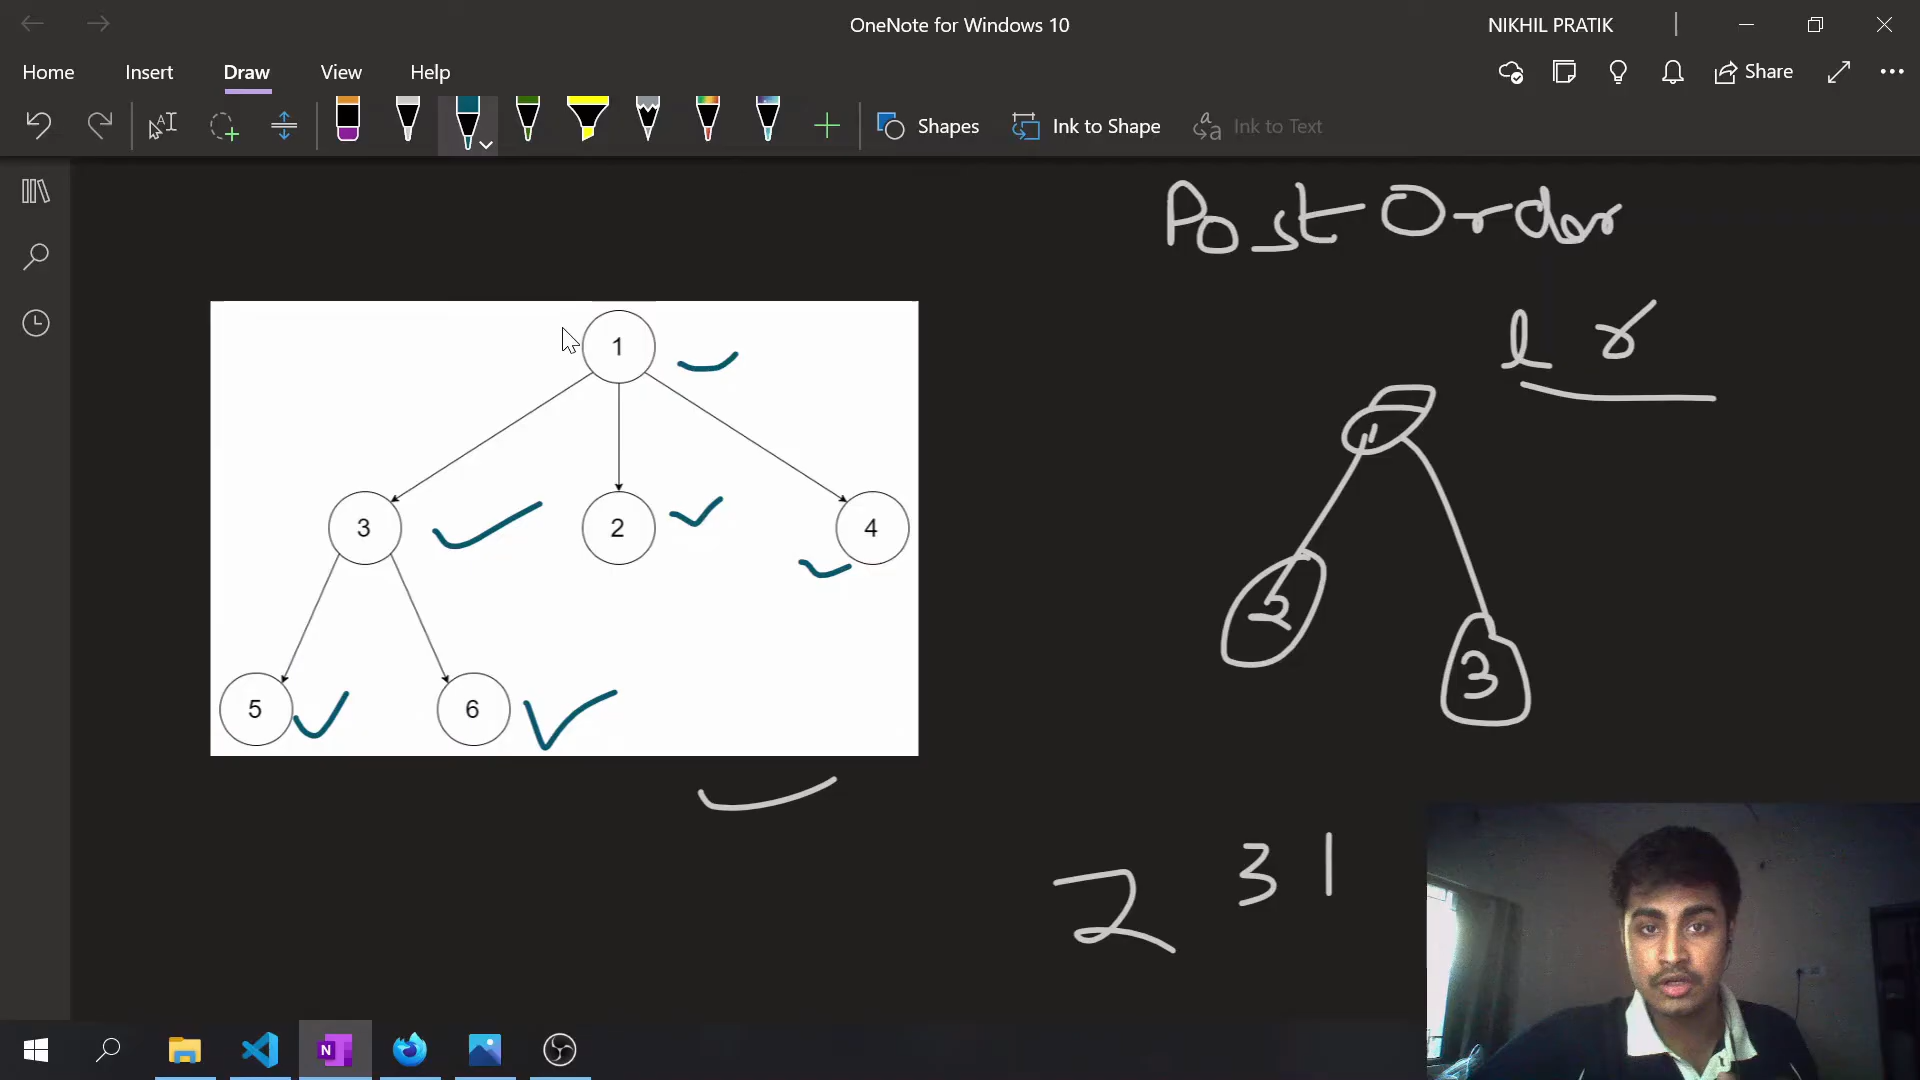 OneNote for Windows 10
NIKHIL PRATIK
Home Insert Draw View Help
Share
Shapes
Ink to Shape
Ink to Text
Post Order
l r
1
3 2 4
5 6
1
2
3
2 3 1
N